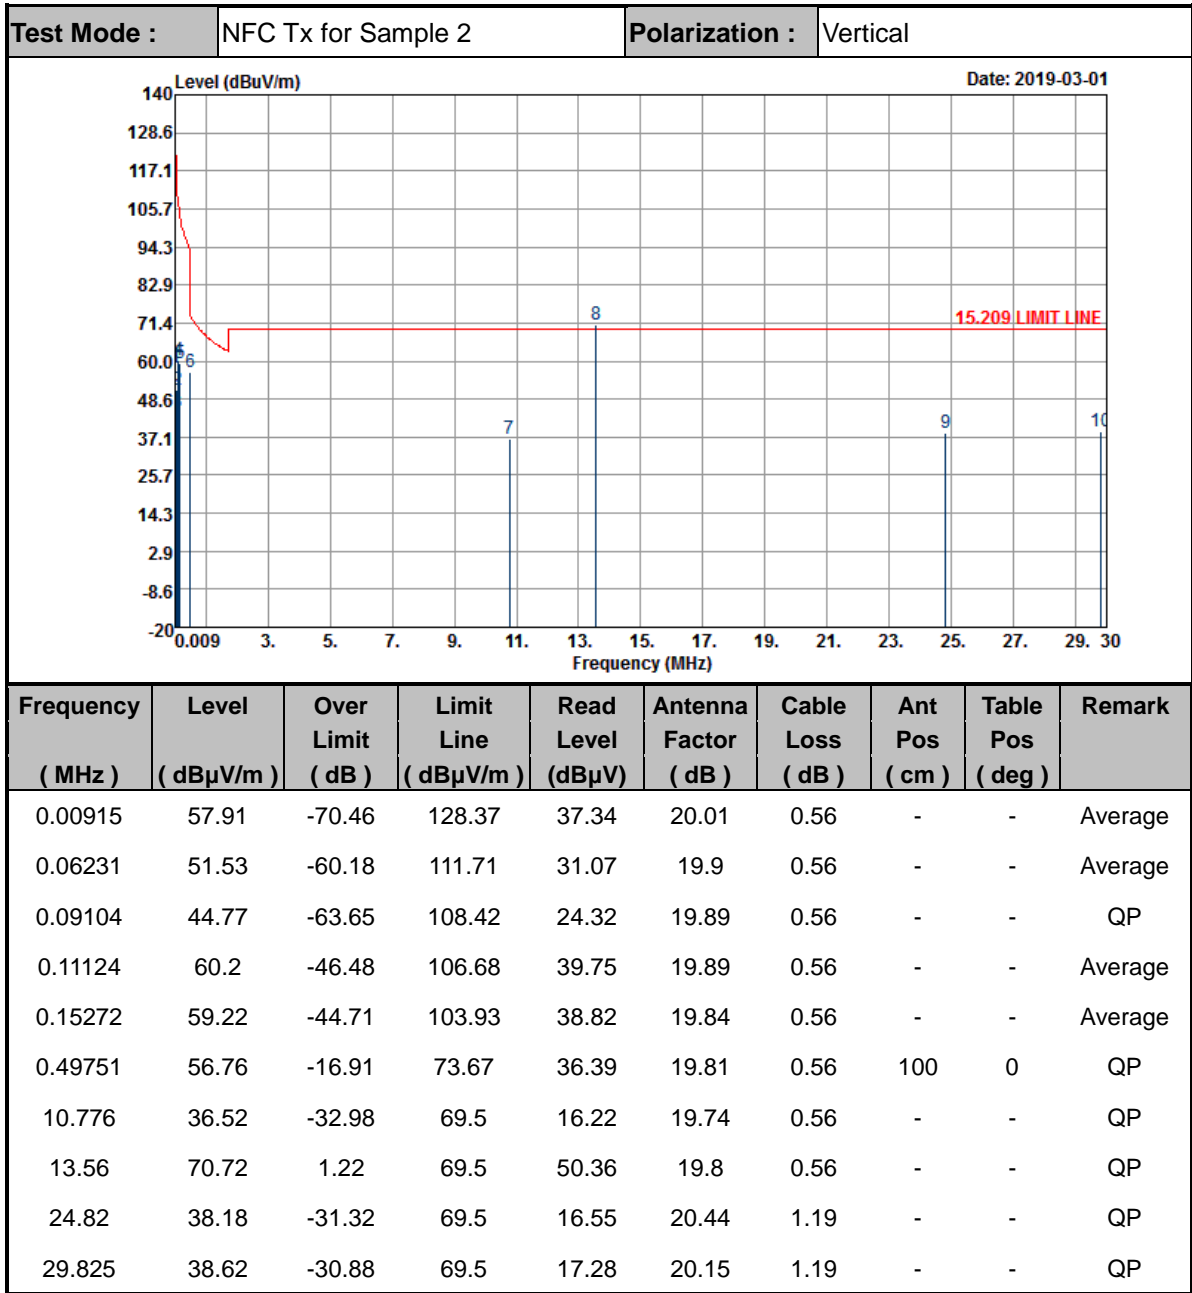 Test Mode : NFC Tx for Sample 2 Polarization : Vertical
Level (dBuV/m) Date: 2019-03-01
140
128.6
117.1
105.7
94.3
82.9
71.4
60.0
48.6
37.1
25.7
14.3
2.9
-8.6
-20
15.209 LIMIT LINE
6
7
8
9
10
0.009 3. 5. 7. 9. 11. 13. 15. 17. 19. 21. 23. 25. 27. 29. 30
Frequency (MHz)
Frequency Level Over Limit Read Antenna Cable Ant Table Remark
Limit Line Level Factor Loss Pos Pos
( MHz ) ( dBµV/m ) ( dB ) ( dBµV/m ) (dBµV) ( dB ) ( dB ) ( cm ) ( deg )
0.00915 57.91 -70.46 128.37 37.34 20.01 0.56 - - Average
0.06231 51.53 -60.18 111.71 31.07 19.9 0.56 - - Average
0.09104 44.77 -63.65 108.42 24.32 19.89 0.56 - - QP
0.11124 60.2 -46.48 106.68 39.75 19.89 0.56 - - Average
0.15272 59.22 -44.71 103.93 38.82 19.84 0.56 - - Average
0.49751 56.76 -16.91 73.67 36.39 19.81 0.56 100 0 QP
10.776 36.52 -32.98 69.5 16.22 19.74 0.56 - - QP
13.56 70.72 1.22 69.5 50.36 19.8 0.56 - - QP
24.82 38.18 -31.32 69.5 16.55 20.44 1.19 - - QP
29.825 38.62 -30.88 69.5 17.28 20.15 1.19 - - QP